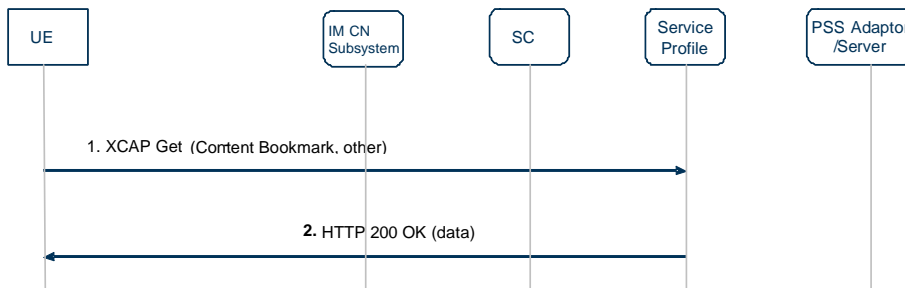 UE
IM CN
Subsystem
SC
Service
Profile
PSS Adaptor
/Server
1. XCAP Get (Content Bookmark, other)
2. HTTP 200 OK (data)